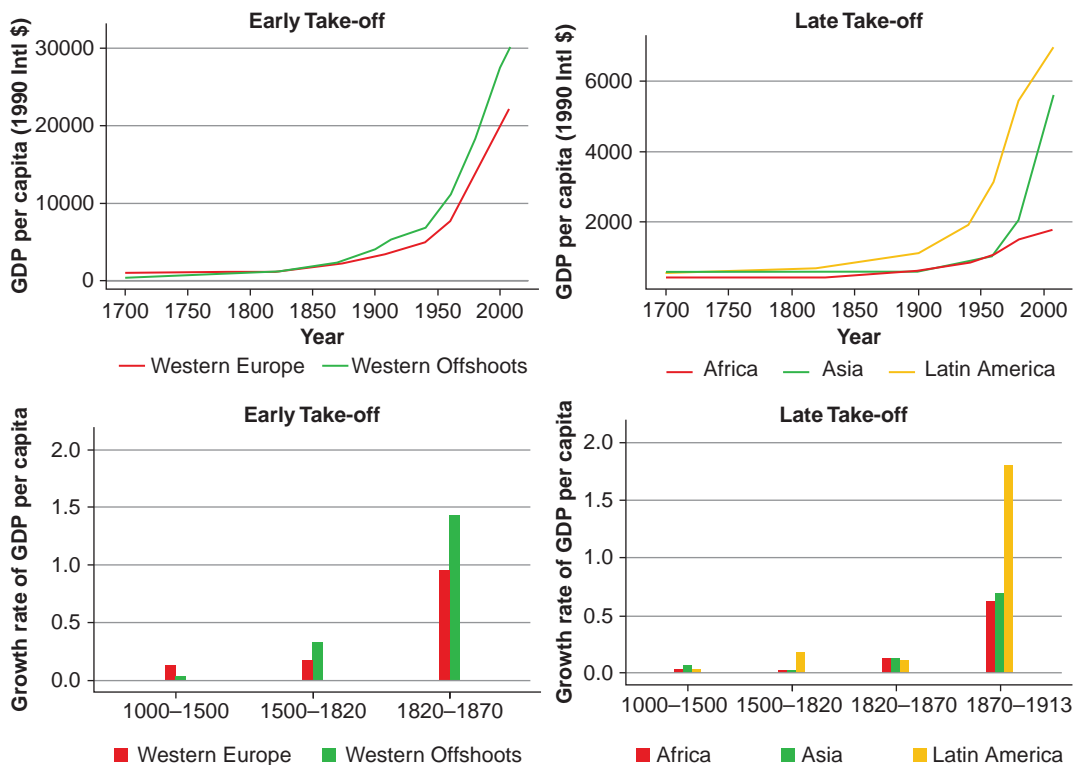 Early Take-off
GDP per capita (1990 Intl $)
30000
20000
10000
0
1700 1750 1800 1850 1900 1950 2000
Year
Western Europe Western Offshoots
Late Take-off
GDP per capita (1990 Intl $)
6000
4000
2000
1700 1750 1800 1850 1900 1950 2000
Year
Africa Asia Latin America
Early Take-off
Growth rate of GDP per capita
2.0
1.5
1.0
0.5
0.0
1000–1500 1500–1820 1820–1870
Western Europe Western Offshoots
Late Take-off
Growth rate of GDP per capita
2.0
1.5
1.0
0.5
0.0
1000–1500 1500–1820 1820–1870 1870–1913
Africa Asia Latin America